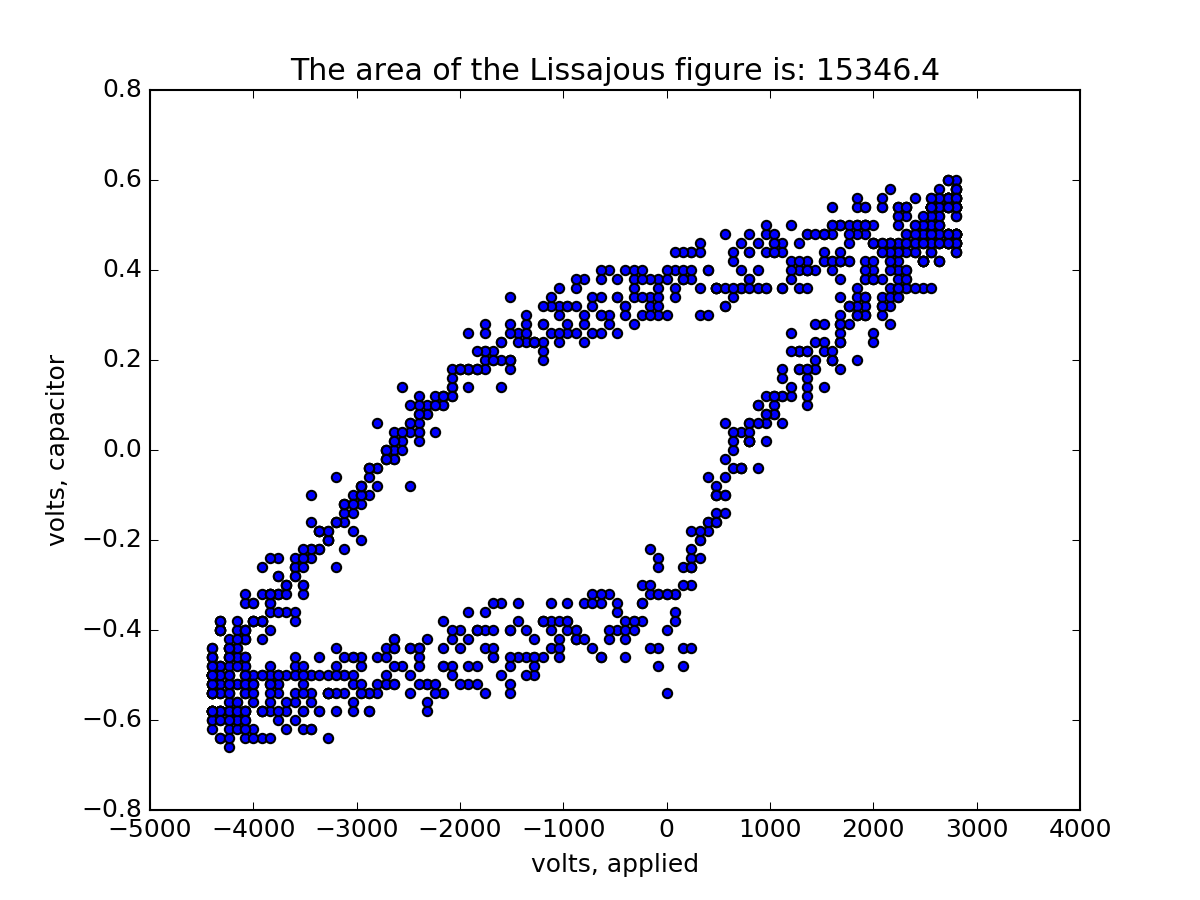 The area of the Lissajous figure is: 15346.4
0.8
0.6
0.4
0.2
0.0
−0.2
−0.4
−0.6
−0.8
volts, capacitor
−5000 −4000 −3000 −2000 −1000 0 1000 2000 3000 4000
volts, applied